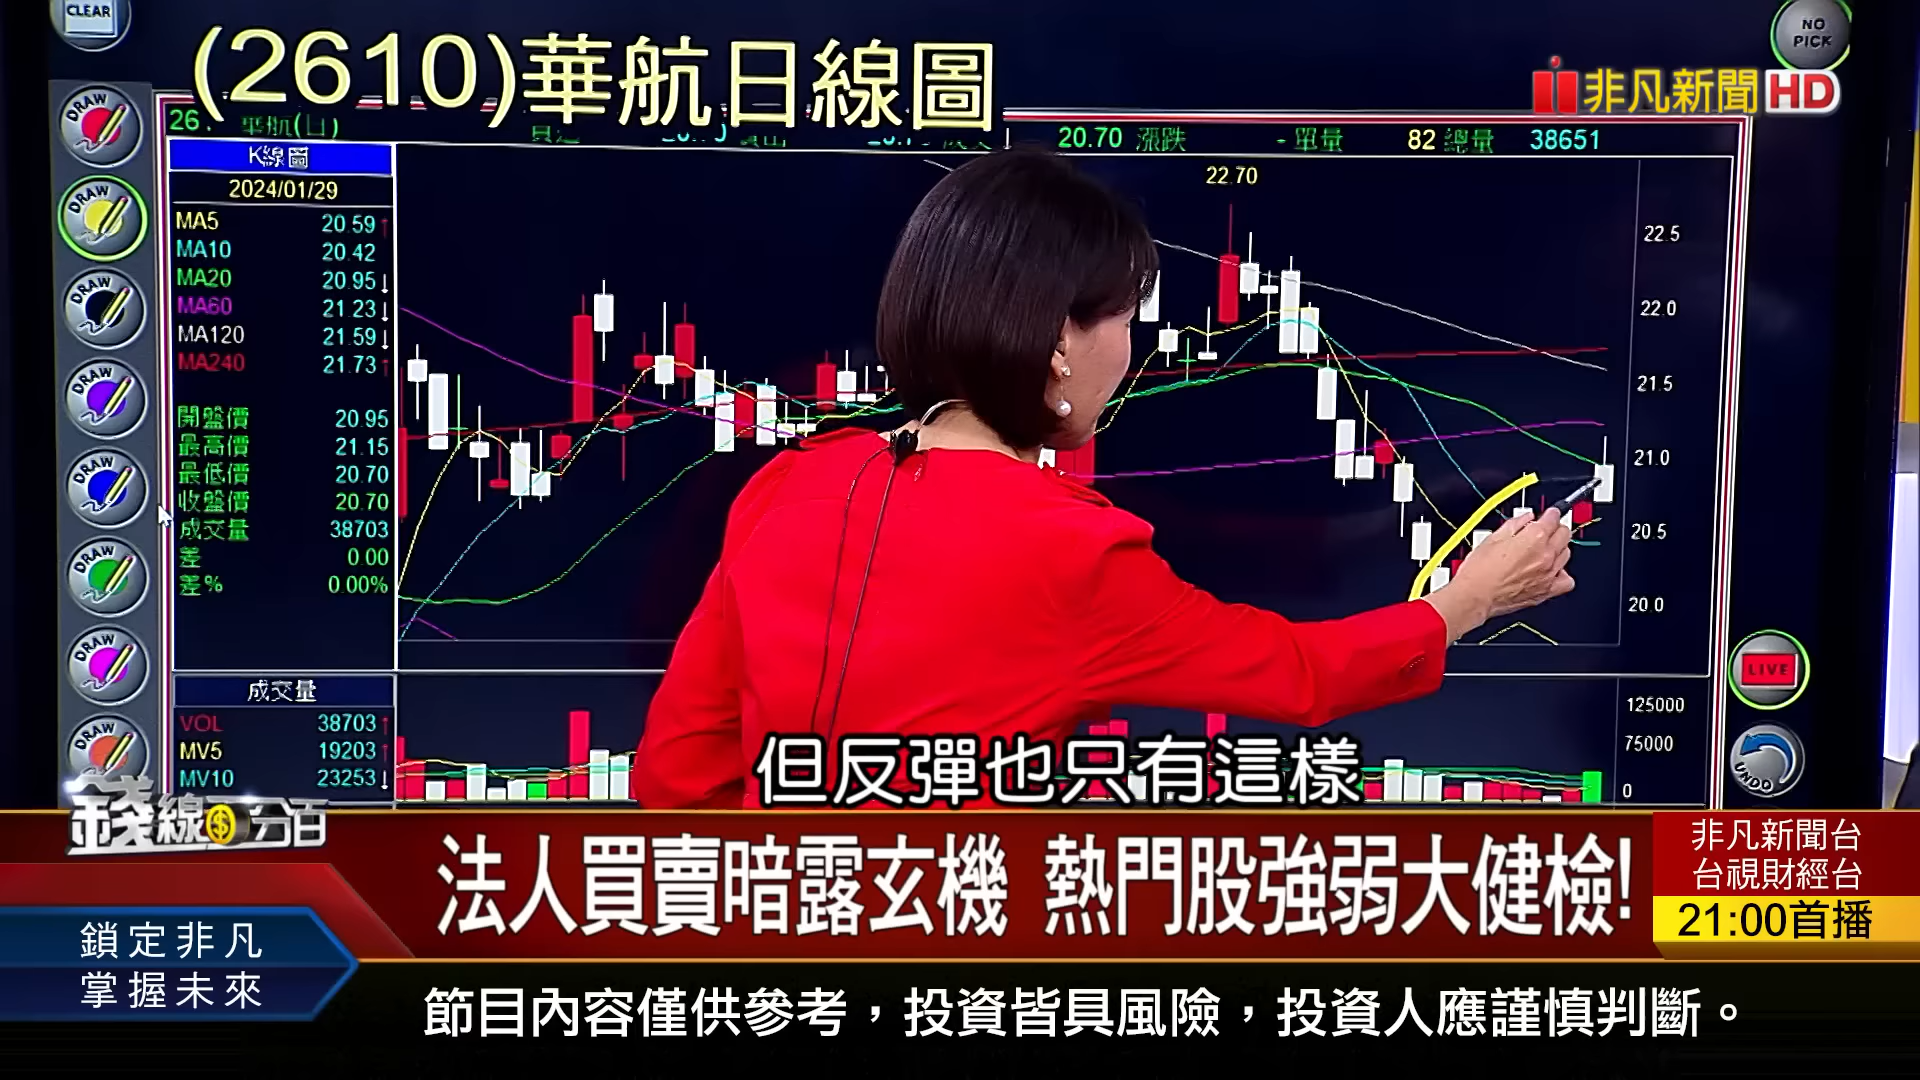 CLEAR
NO
PICK
(2610)華航日線圖
非凡新聞HD
20.70 漲跌 - 單量 82 總量 38651
K線圖
2024/01/29
22.70
MA5 20.59↑
MA10 20.42
MA20 20.95↓
MA60 21.23↓
MA120 21.59↓
MA240 21.73↑
開盤價 20.95
最高價 21.15
最低價 20.70
收盤價 20.70
成交量 38703
差 0.00
差% 0.00%
22.5
22.0
21.5
21.0
20.5
20.0
DRAW
DRAW
DRAW
DRAW
DRAW
DRAW
DRAW
DRAW
LIVE
UNDO
成交量
VOL 38703↑
MV5 19203↑
MV10 23253↓
125000
75000
0
但反彈也只有這樣
錢線百分百
法人買賣暗露玄機 熱門股強弱大健檢!
非凡新聞台
台視財經台
21:00首播
鎖定非凡
掌握未來
節目內容僅供參考，投資皆具風險，投資人應謹慎判斷。